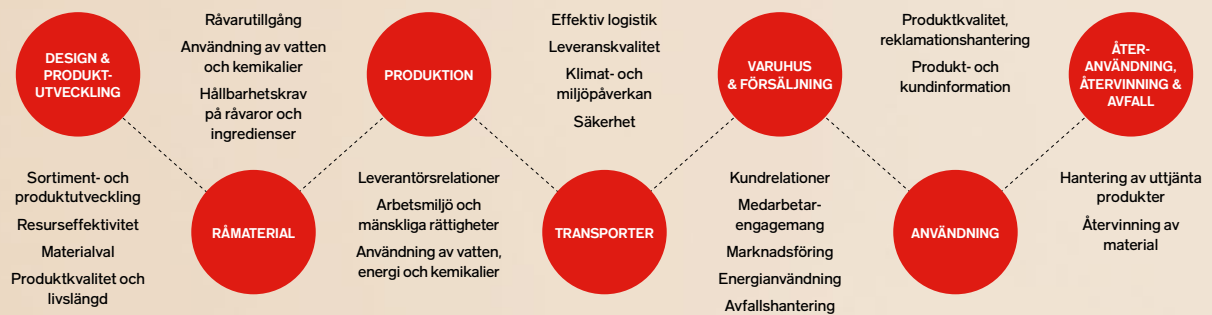 DESIGN &
PRODUKT-
UTVECKLING
Sortiment- och
produktutveckling
Resurseffektivitet
Materialval
Produktkvalitet och
livslängd
Råvarutillgång
Användning av vatten
och kemikalier
Hållbarhetskrav
på råvaror och
ingredienser
RÅMATERIAL
PRODUKTION
Leverantörsrelationer
Arbetsmiljö och
mänskliga rättigheter
Användning av vatten,
energi och kemikalier
Effektiv logistik
Leveranskvalitet
Klimat- och
miljöpåverkan
Säkerhet
TRANSPORTER
VARUHUS
& FÖRSÄLJNING
Kundrelationer
Medarbetar-
engagemang
Marknadsföring
Energianvändning
Avfallshantering
Produktkvalitet,
reklamationshantering
Produkt- och
kundinformation
ANVÄNDNING
ÅTER-
ANVÄNDNING,
ÅTERVINNING &
AVFALL
Hantering av uttjänta
produkter
Återvinning av
material